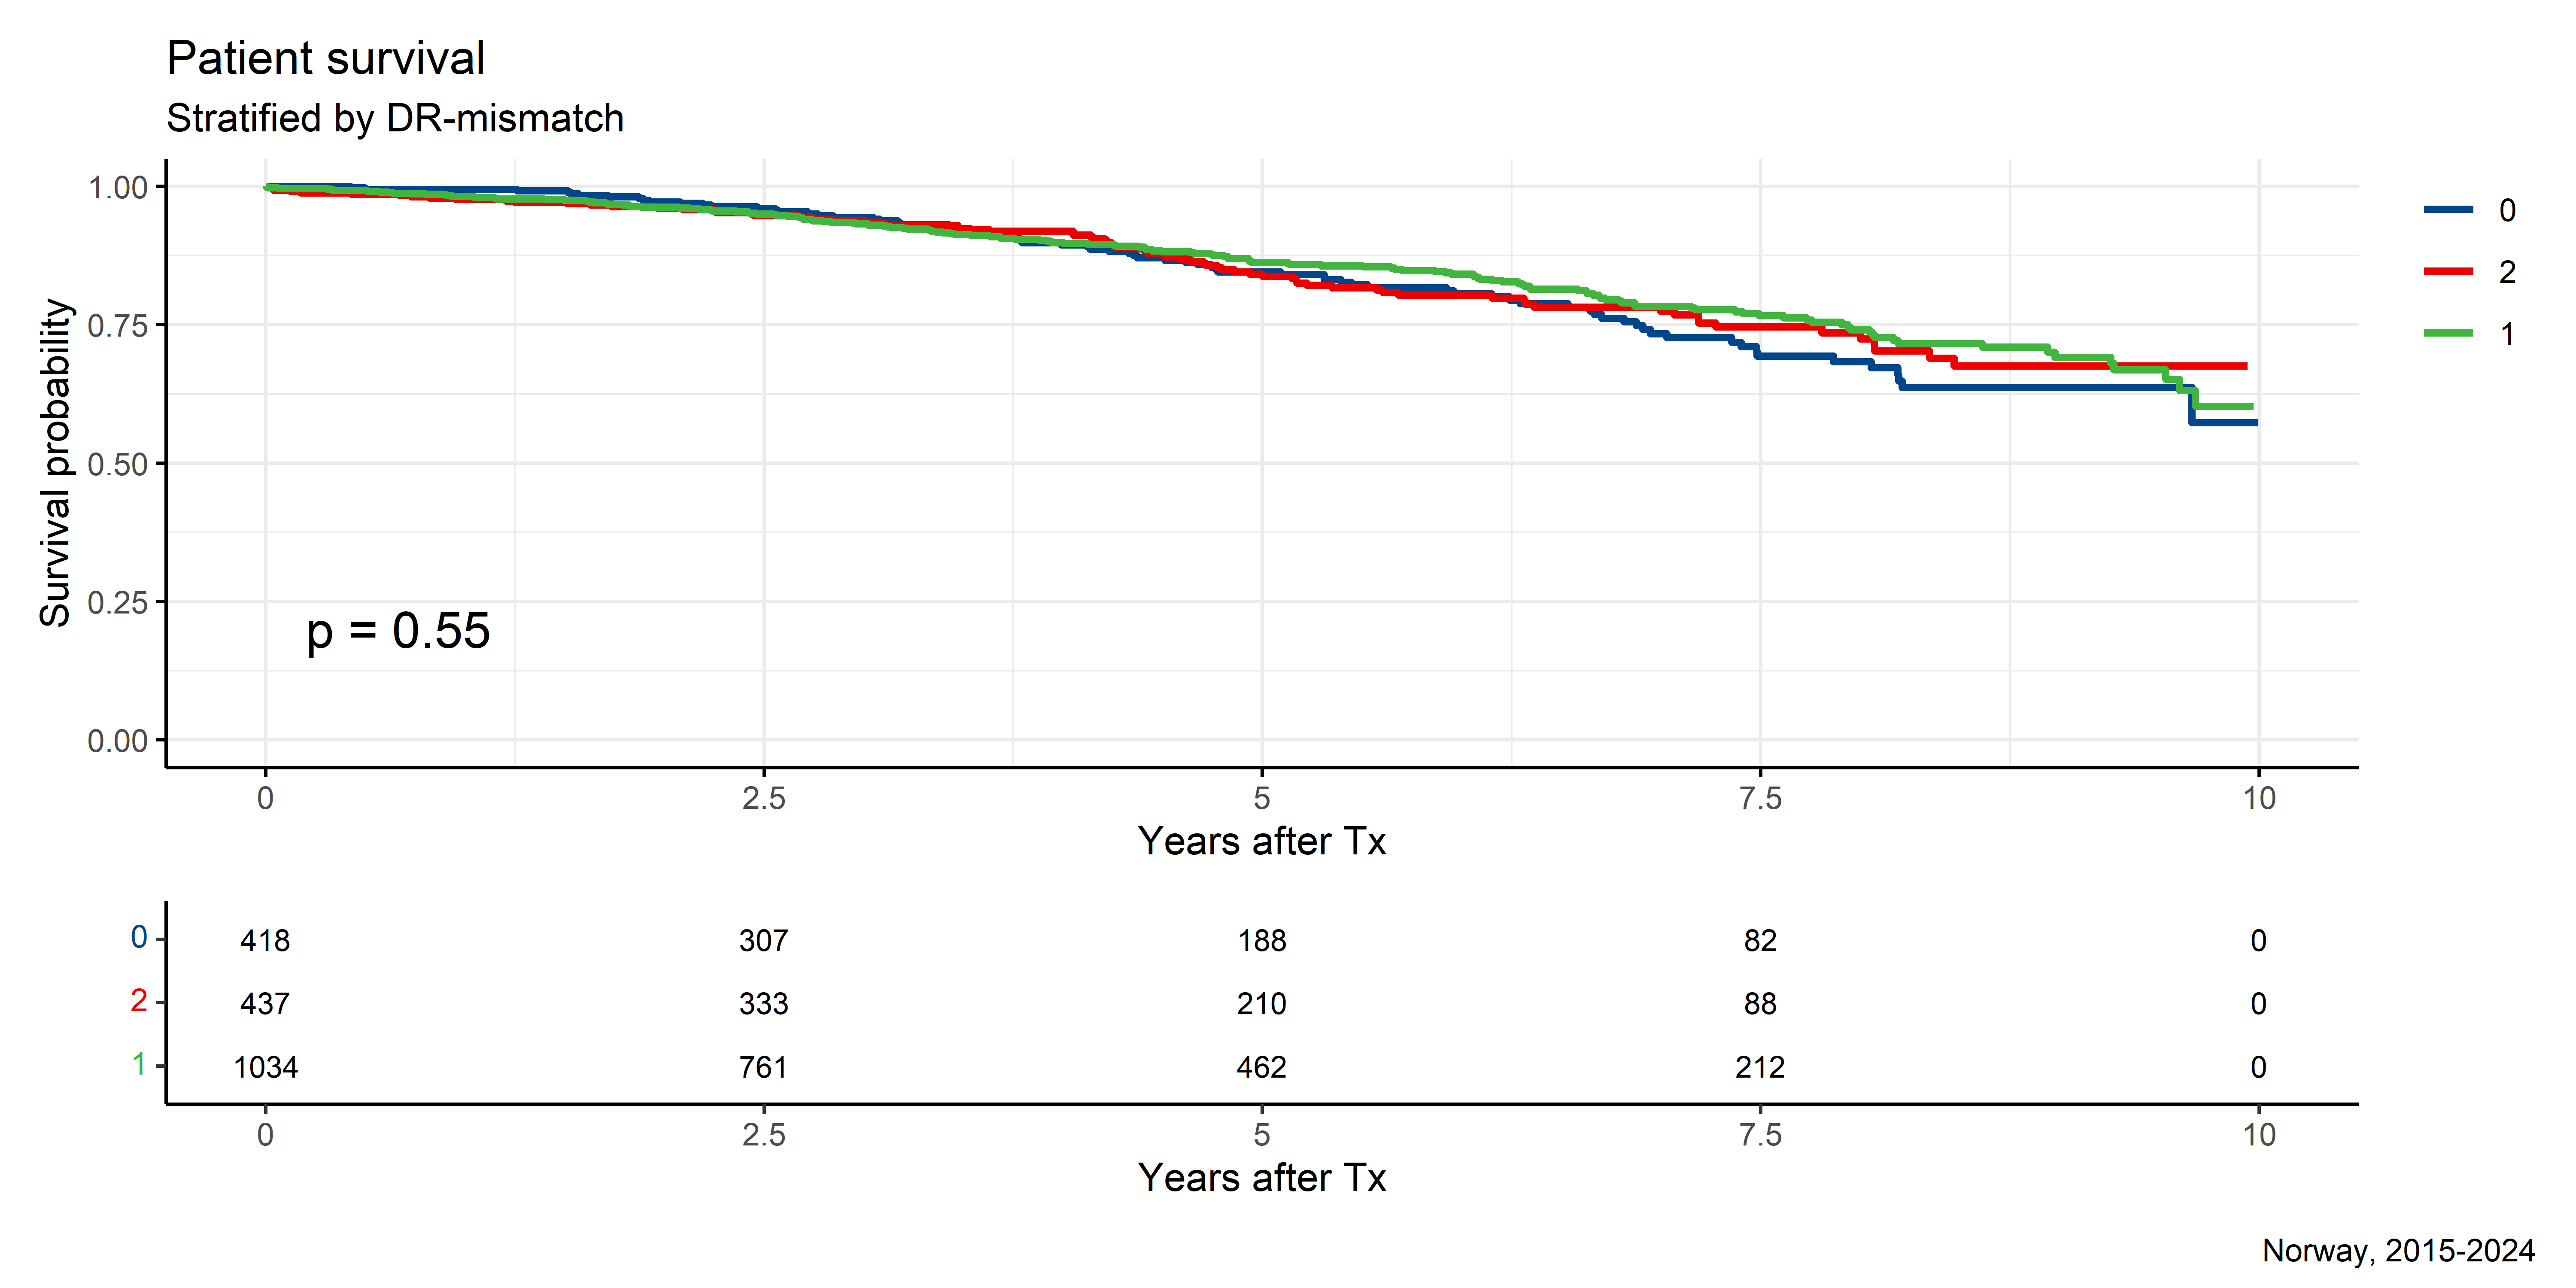 Patient survival
Stratified by DR-mismatch
Survival probability
1.00
0.75
0.50
0.25
0.00
p = 0.55
0 2.5 5 7.5 10
Years after Tx
0
2
1
0 418 307 188 82 0
2 437 333 210 88 0
1 1034 761 462 212 0
0 2.5 5 7.5 10
Years after Tx
Norway, 2015-2024